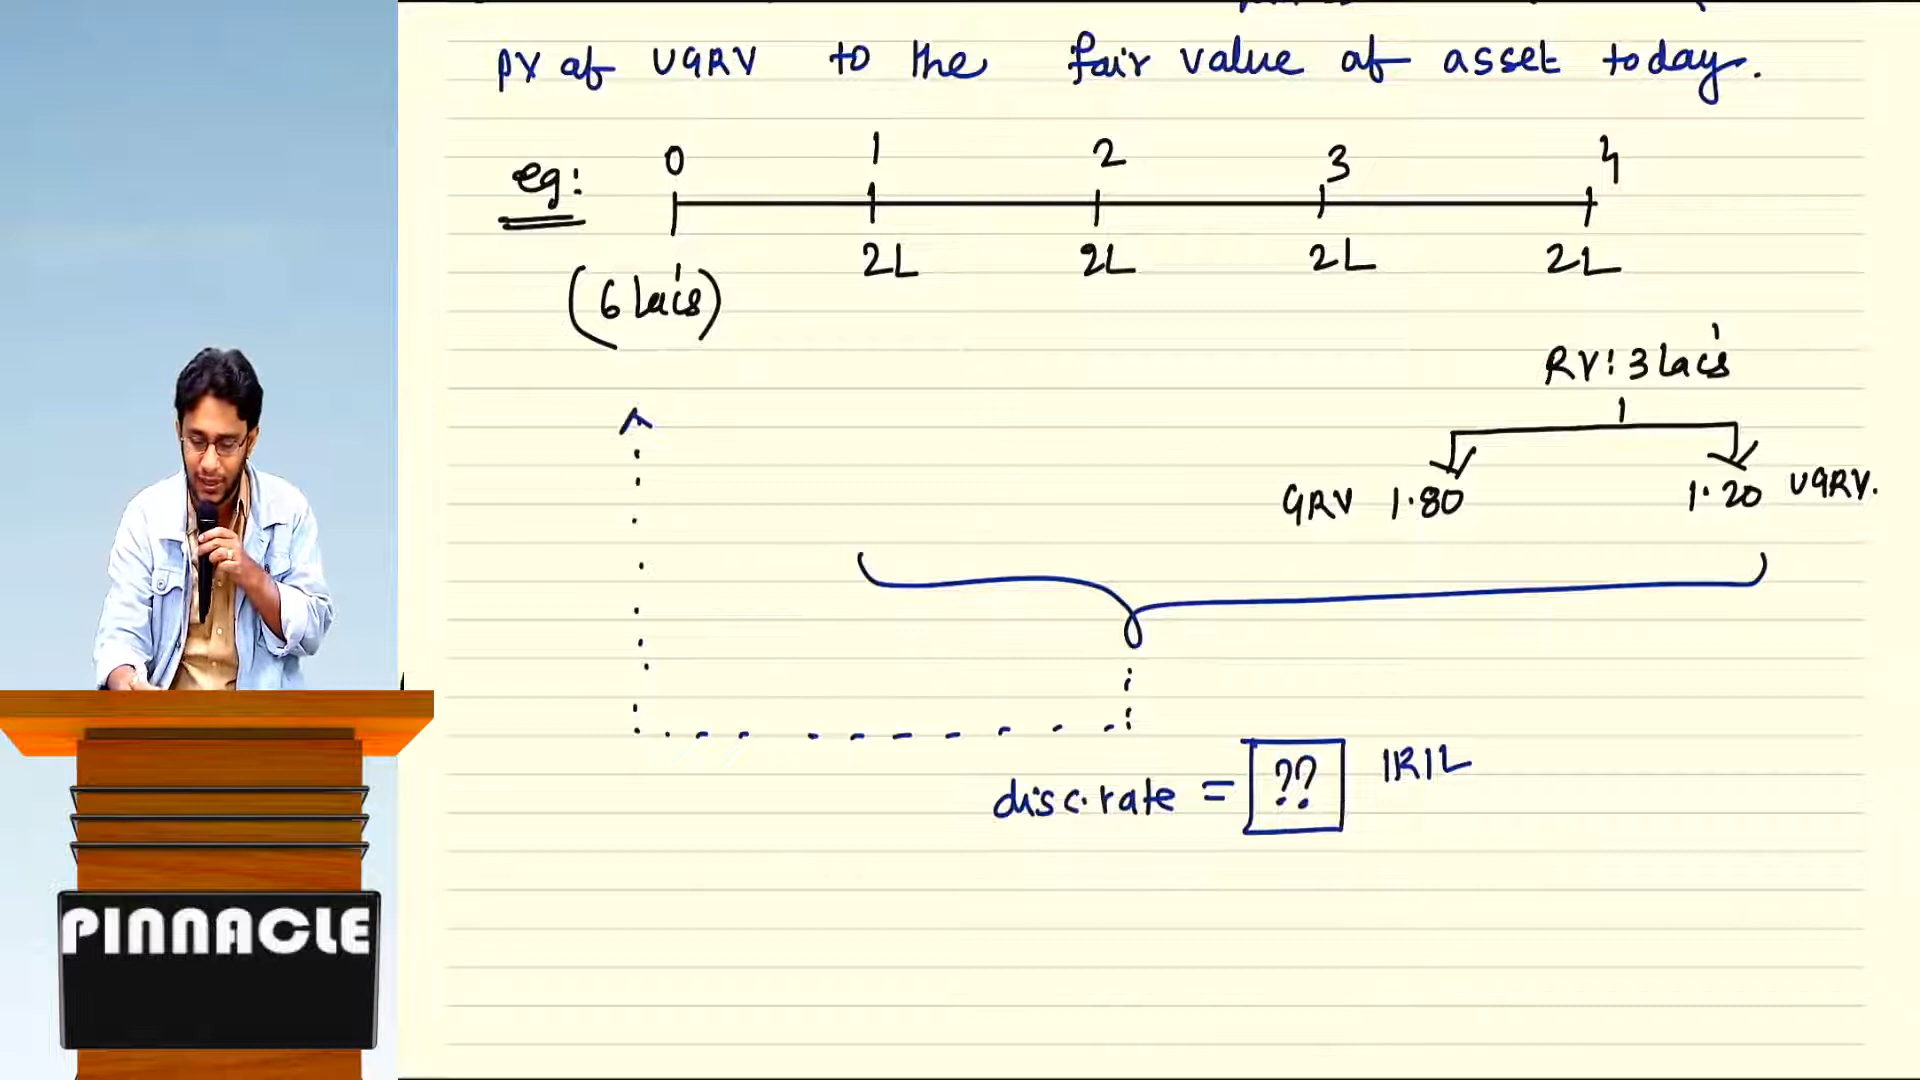 PV of UGRV to the fair value of asset today.
eg: 0 1 2 3 4
2L 2L 2L 2L
(6 lacs)
RV: 3 lacs
GRV 1.80 1.20 UGRV.
disc. rate = ?? IRIL
PINNACLE